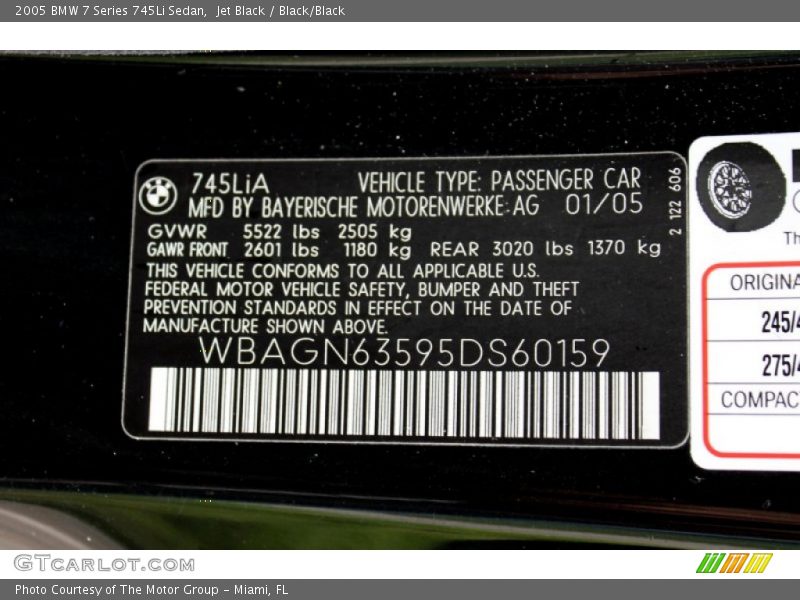 2005 BMW 7 Series 745Li Sedan,  Jet Black / Black/Black
BMW
745LiA VEHICLE TYPE: PASSENGER CAR
MFD BY BAYERISCHE MOTORENWERKE AG 01/05
2 122 606
GVWR 5522 lbs 2505 kg
GAWR FRONT 2601 lbs 1180 kg REAR 3020 lbs 1370 kg
THIS VEHICLE CONFORMS TO ALL APPLICABLE U.S.
FEDERAL MOTOR VEHICLE SAFETY, BUMPER AND THEFT
PREVENTION STANDARDS IN EFFECT ON THE DATE OF
MANUFACTURE SHOWN ABOVE.
WBAGN63595DS60159
Th
ORIGINA
245/4
275/4
COMPAC
GTCARLOT.COM
Photo Courtesy of The Motor Group - Miami, FL